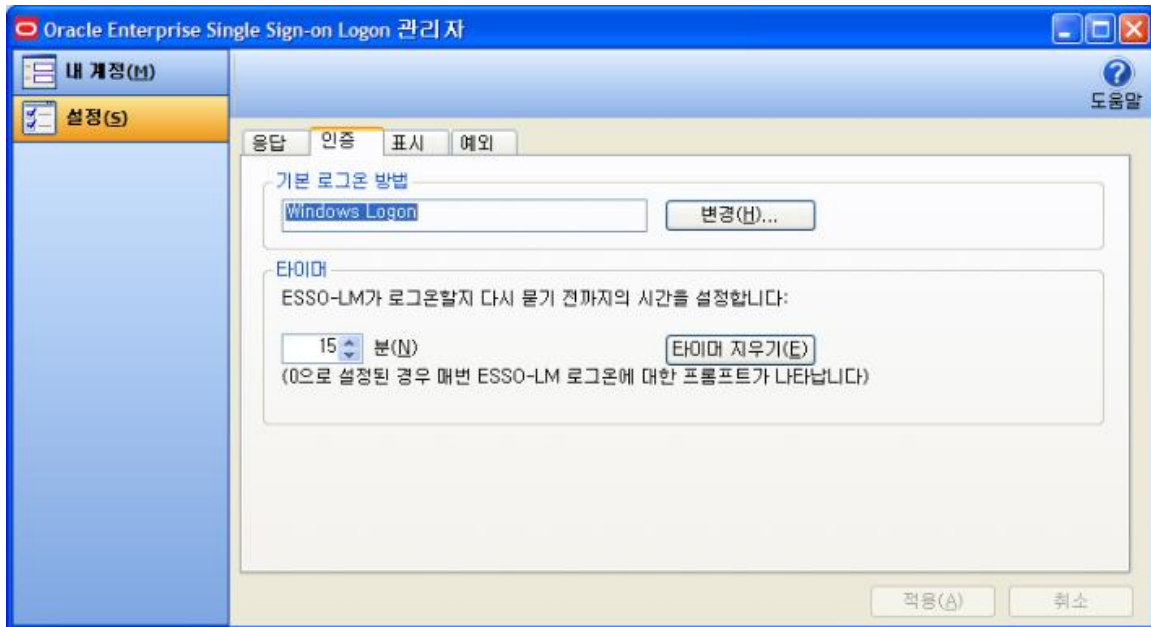 Oracle Enterprise Single Sign-on Logon 관리자
내 계정(M)
설정(S)
도움말
응답 인증 표시 예외
기본 로그온 방법
Windows Logon 변경(H)...
타이머
ESSO-LM가 로그온할지 다시 묻기 전까지의 시간을 설정합니다:
15 분(N) 타이머 지우기(E)
(0으로 설정된 경우 매번 ESSO-LM 로그온에 대한 프롬프트가 나타납니다)
적용(A) 취소